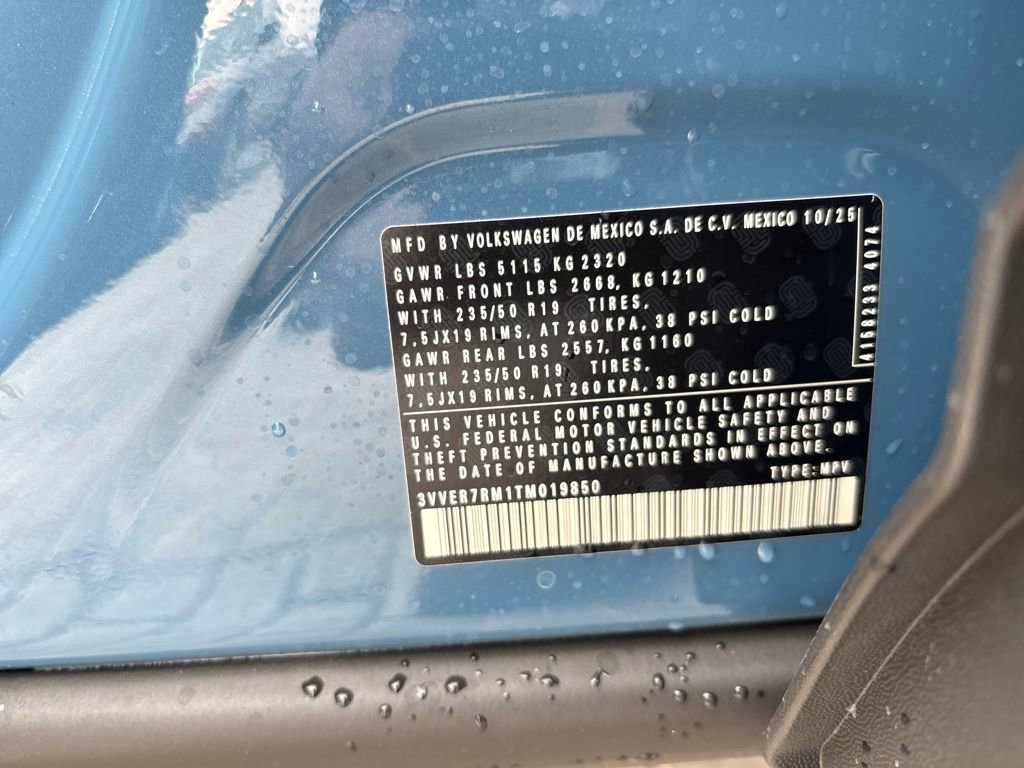 MFD BY VOLKSWAGEN DE MEXICO S.A. DE C.V. MEXICO 10/25
GVWR LBS 5115 KG 2320
GAWR FRONT LBS 2668, KG 1210
WITH 235/50 R19 TIRES,
7,5JX19 RIMS, AT 260 KPA, 38 PSI COLD
GAWR REAR LBS 2557, KG 1160
WITH 235/50 R19 TIRES,
7,5JX19 RIMS, AT 260 KPA, 38 PSI COLD
THIS VEHICLE CONFORMS TO ALL APPLICABLE
U.S. FEDERAL MOTOR VEHICLE SAFETY AND
THEFT PREVENTION STANDARDS IN EFFECT ON
THE DATE OF MANUFACTURE SHOWN ABOVE.
TYPE: MPV
3VVER7RM1TM019850
4158233 4074